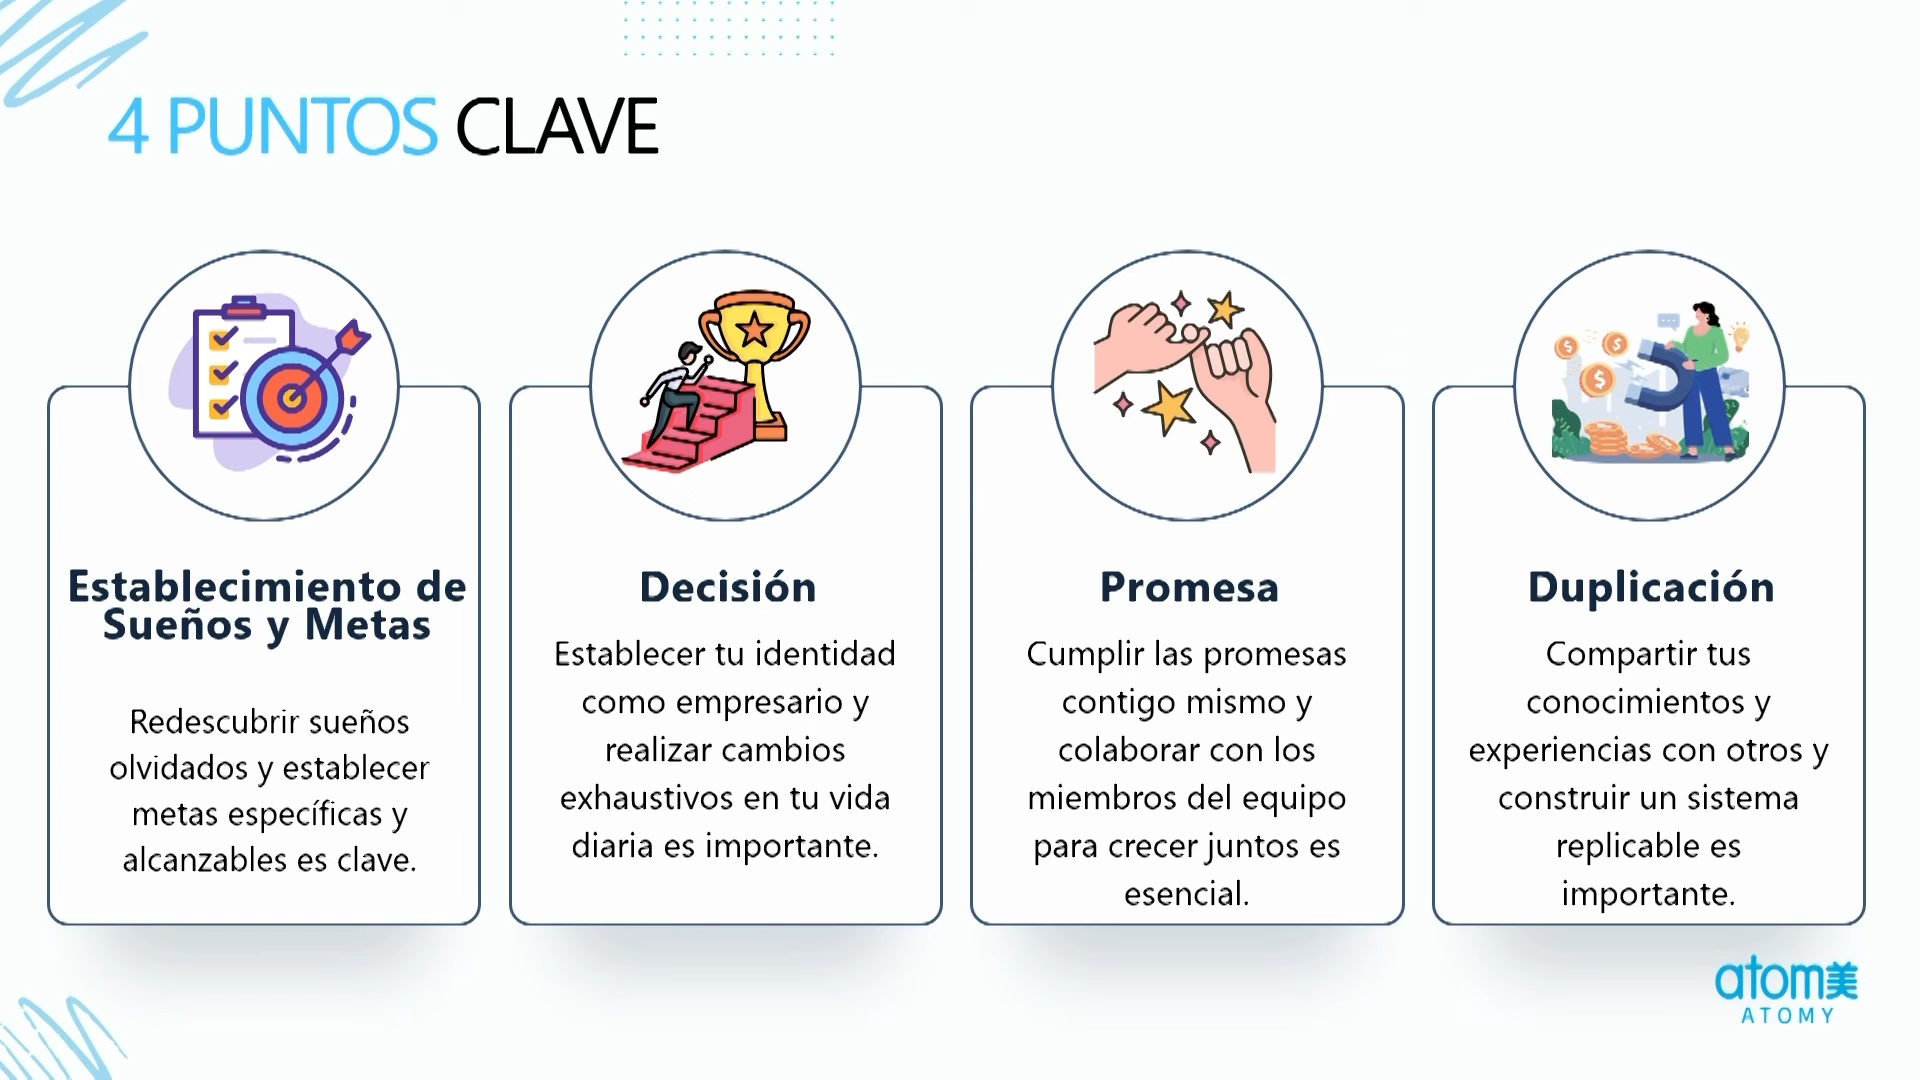 4 PUNTOS CLAVE
Establecimiento de
Sueños y Metas
Redescubrir sueños
olvidados y establecer
metas específicas y
alcanzables es clave.
Decisión
Establecer tu identidad
como empresario y
realizar cambios
exhaustivos en tu vida
diaria es importante.
Promesa
Cumplir las promesas
contigo mismo y
colaborar con los
miembros del equipo
para crecer juntos es
esencial.
Duplicación
Compartir tus
conocimientos y
experiencias con otros y
construir un sistema
replicable es
importante.
atom美
ATOMY